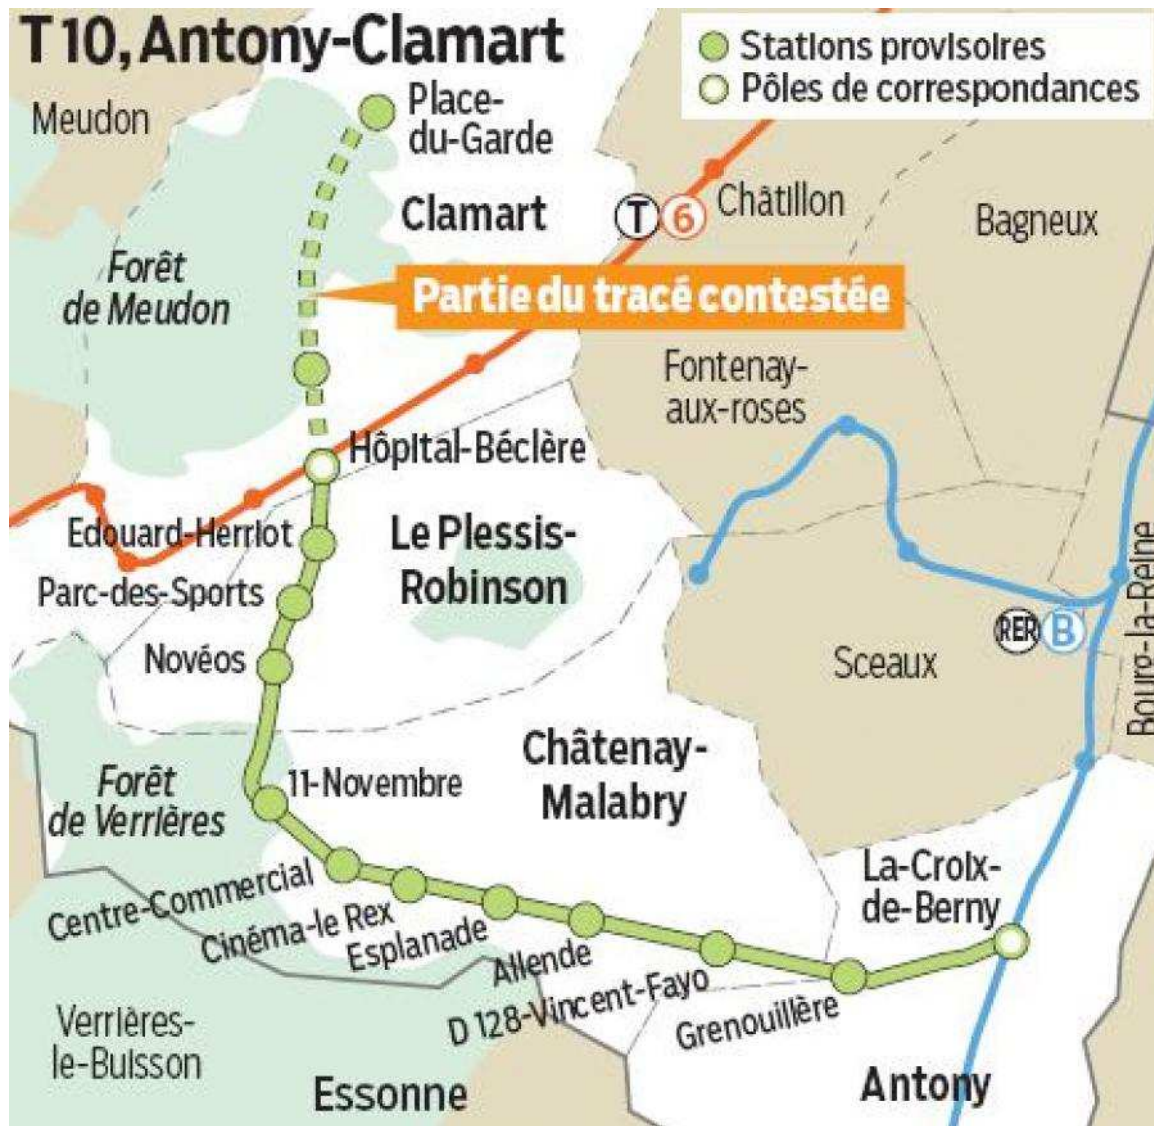 T 10, Antony-Clamart
Stations provisoires
Pôles de correspondances
Meudon
Place-
du-Garde
Clamart
T 6
Châtillon
Bagneux
Forêt
de Meudon
Partie du tracé contestée
Fontenay-
aux-roses
Hôpital-Béclère
Edouard-Herriot
Le Plessis-
Robinson
Parc-des-Sports
Novéos
RER B
Bourg-la-Reine
Sceaux
Châtenay-
Malabry
11-Novembre
Forêt
de Verrières
La-Croix-
de-Berny
Centre-Commercial
Cinéma-le Rex
Esplanade
Allende
D 128-Vincent-Fayo
Grenouillère
Verrières-
le-Buisson
Essonne
Antony